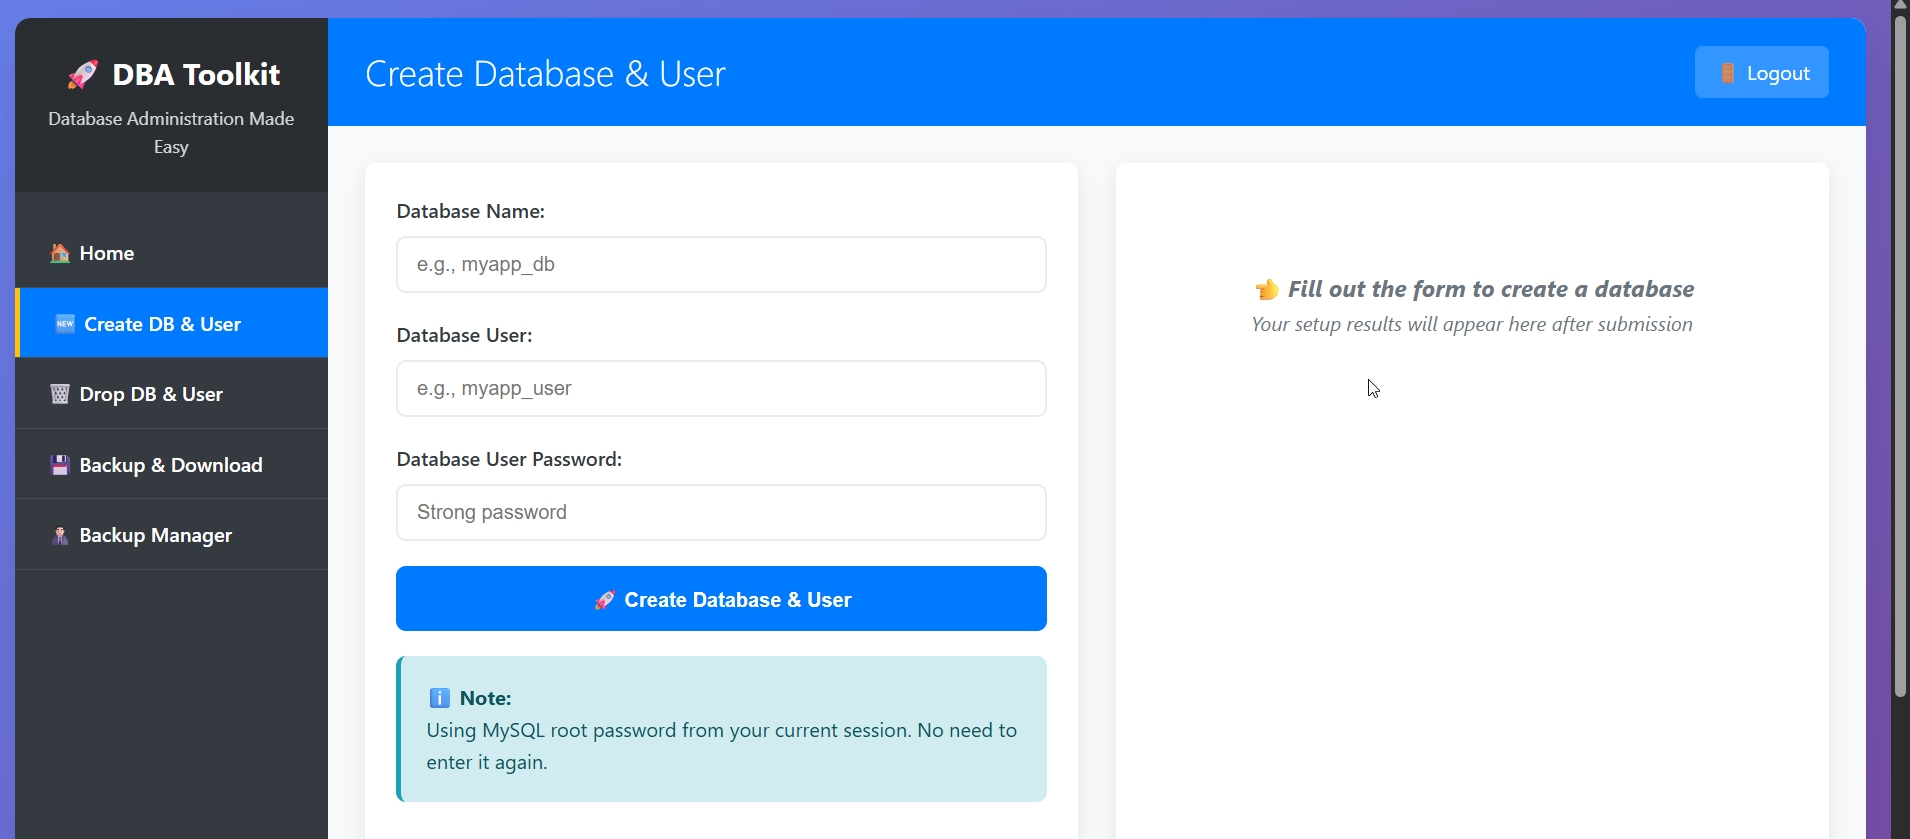 DBA Toolkit
Database Administration Made
Easy
Home
Create DB & User
Drop DB & User
Backup & Download
Backup Manager
Create Database & User
Logout
Database Name:
e.g., myapp_db
Database User:
e.g., myapp_user
Database User Password:
Strong password
Create Database & User
Note:
Using MySQL root password from your current session. No need to
enter it again.
Fill out the form to create a database
Your setup results will appear here after submission